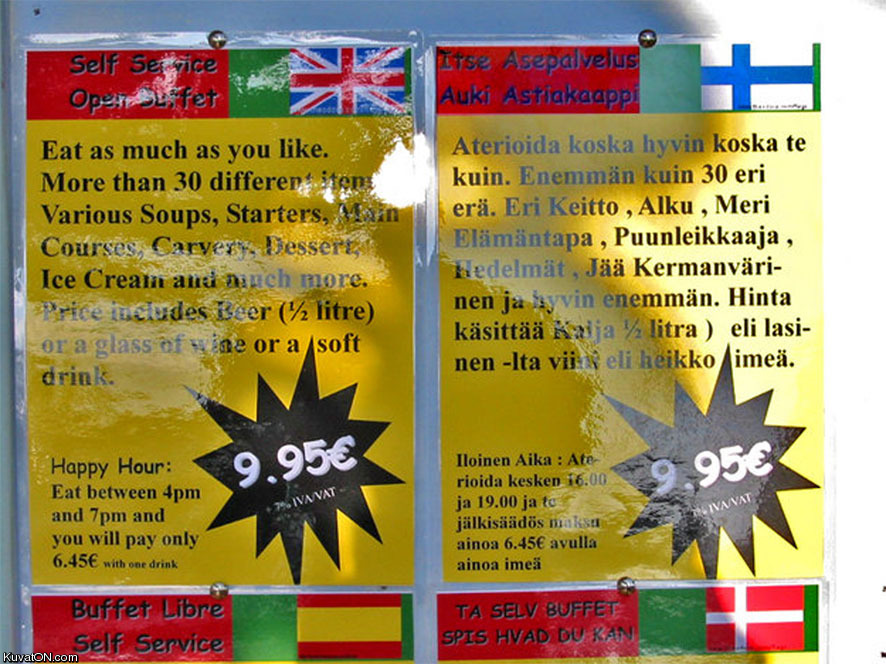 Self Service
Open Buffet
Eat as much as you like.
More than 30 different item
Various Soups, Starters, Main
Courses, Carvery, Dessert,
Ice Cream and much more.
Price includes Beer (½ litre)
or a glass of wine or a soft
drink.
9.95€
7% IVA/VAT
Happy Hour:
Eat between 4pm
and 7pm and
you will pay only
6.45€ with one drink
Itse Asepalvelus
Auki Astiakaappi
Aterioida koska hyvin koska te
kuin. Enemmän kuin 30 eri
erä. Eri Keitto , Alku , Meri
Elämäntapa , Puunleikkaaja ,
Hedelmät , Jää Kermanväri-
nen ja hyvin enemmän. Hinta
käsittää Kalja ½ litra ) eli lasi-
nen -lta viini eli heikko imeä.
9.95€
7% IVA/VAT
Iloinen Aika : Ate-
rioida kesken 16.00
ja 19.00 ja te
jälkisäädös maksu
ainoa 6.45€ avulla
ainoa imeä
Buffet Libre
Self Service
TA SELV BUFFET
SPIS HVAD DU KAN
KuvatON.com